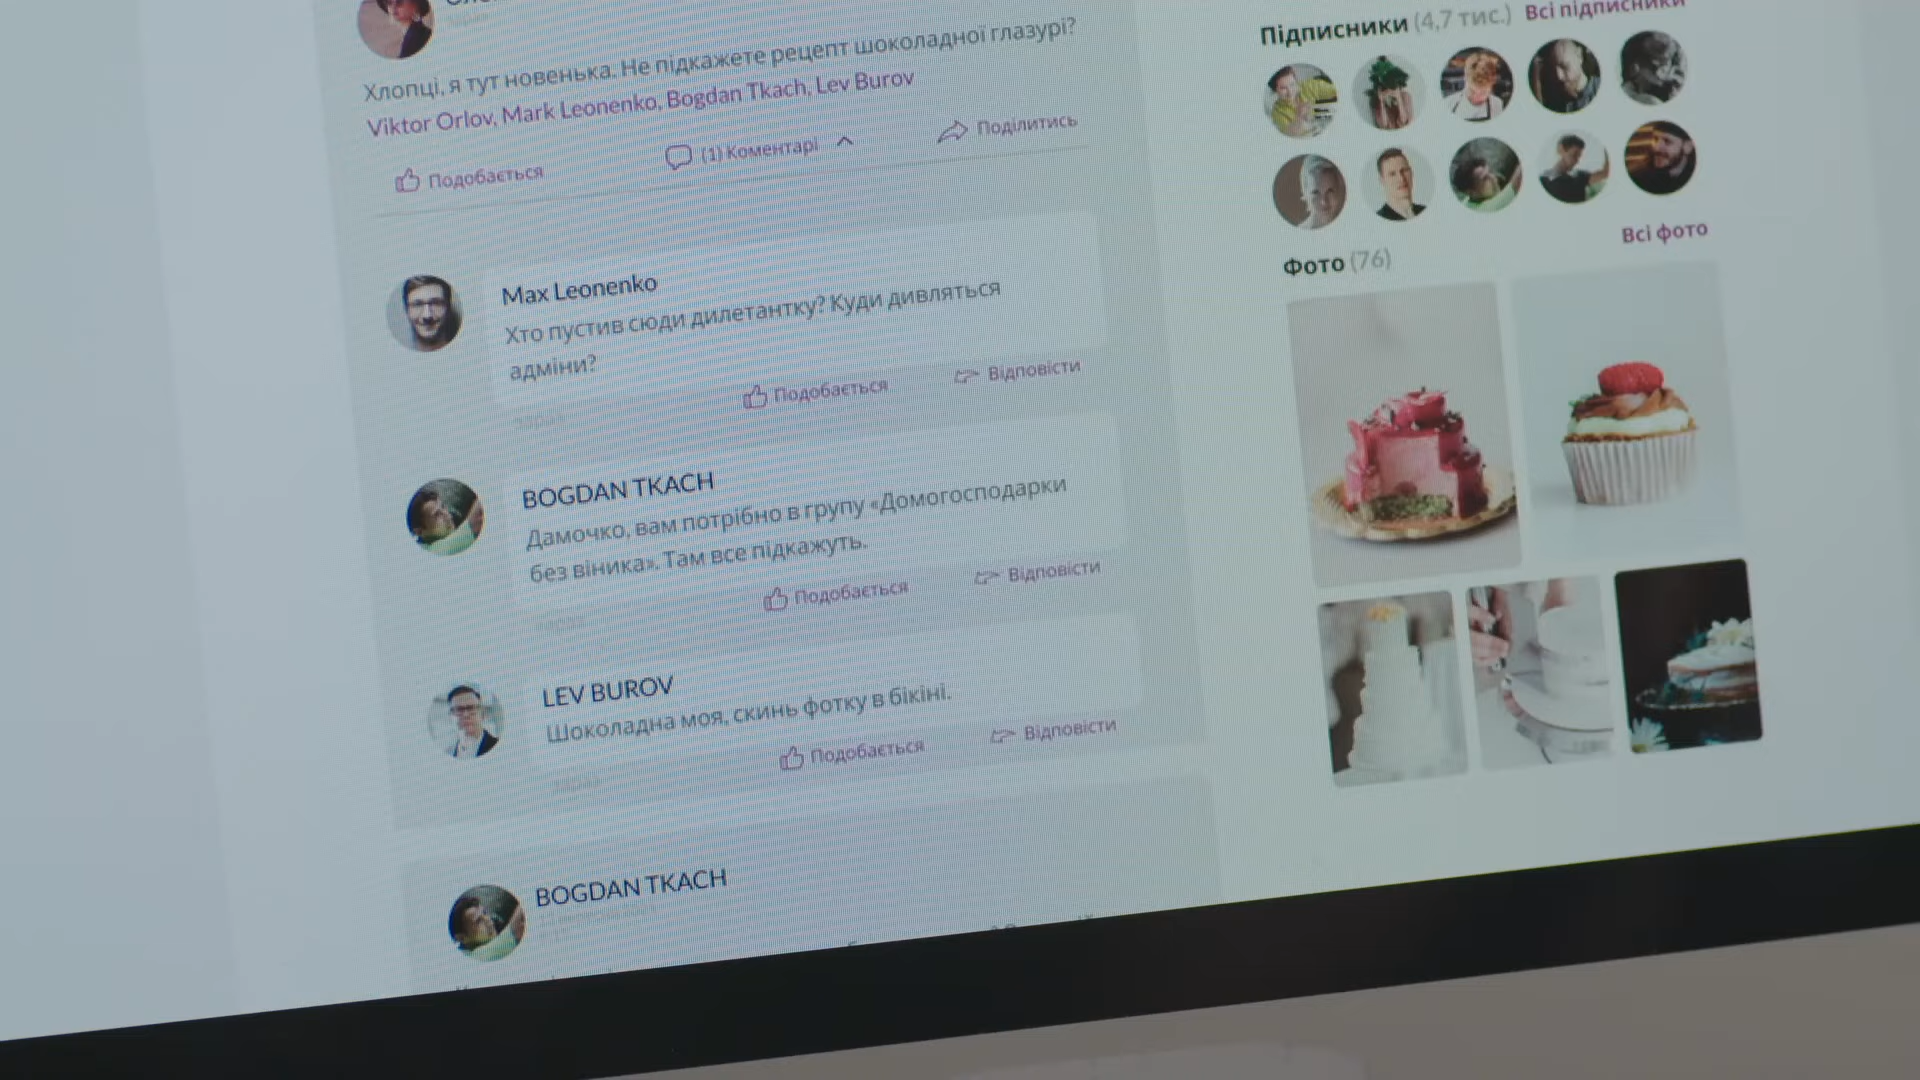 Хлопці, я тут новенька. Не підкажете рецепт шоколадної глазурі?
Viktor Orlov, Mark Leonenko, Bogdan Tkach, Lev Burov
Подобається
(1) Коментарі
Поділитись
Max Leonenko
Хто пустив сюди дилетантку? Куди дивляться
адміни?
Подобається
Відповісти
BOGDAN TKACH
Дамочко, вам потрібно в групу «Домогосподарки
без віника». Там все підкажуть.
Подобається
Відповісти
LEV BUROV
Шоколадна моя, скинь фотку в бікіні.
Подобається
Відповісти
BOGDAN TKACH
Підписники (4,7 тис.)
Всі підписники
Фото (76)
Всі фото